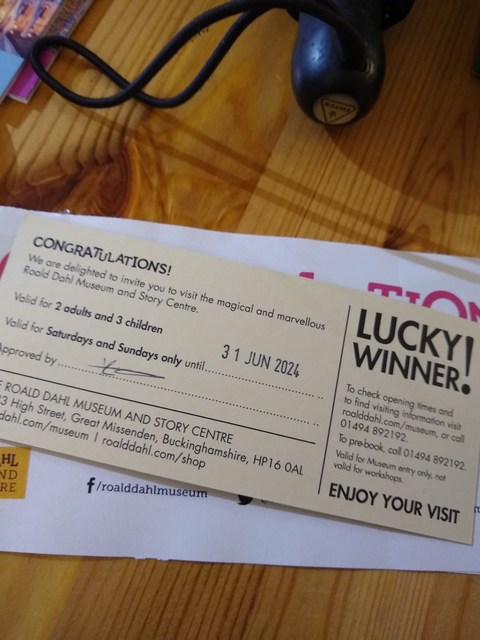 CONGRATULATIONS!
We are delighted to invite you to visit the magical and marvellous
Roald Dahl Museum and Story Centre.
Valid for 2 adults and 3 children
Valid for Saturdays and Sundays only until 31 JUN 2024
Approved by
ROALD DAHL MUSEUM AND STORY CENTRE
High Street, Great Missenden, Buckinghamshire, HP16 0AL
/museum | roalddahl.com/shop
LUCKY
WINNER!
To check opening times and
to find visiting information visit
roalddahl.com/museum, or call
01494 892192.
To pre-book, call 01494 892192.
Valid for Museum entry only, not
valid for workshops.
ENJOY YOUR VISIT
f/roalddahlmuseum